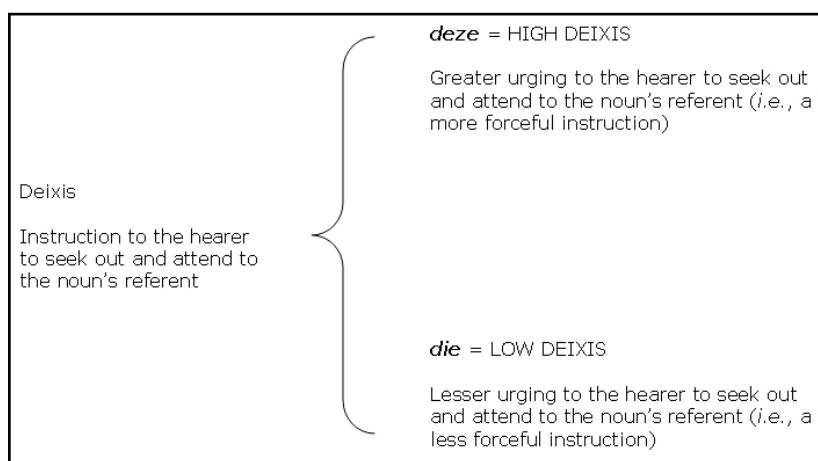 Deixis
Instruction to the hearer
to seek out and attend to
the noun's referent
deze = HIGH DEIXIS
Greater urging to the hearer to seek out
and attend to the noun's referent (i.e., a
more forceful instruction)
die = LOW DEIXIS
Lesser urging to the hearer to seek out
and attend to the noun's referent (i.e., a
less forceful instruction)